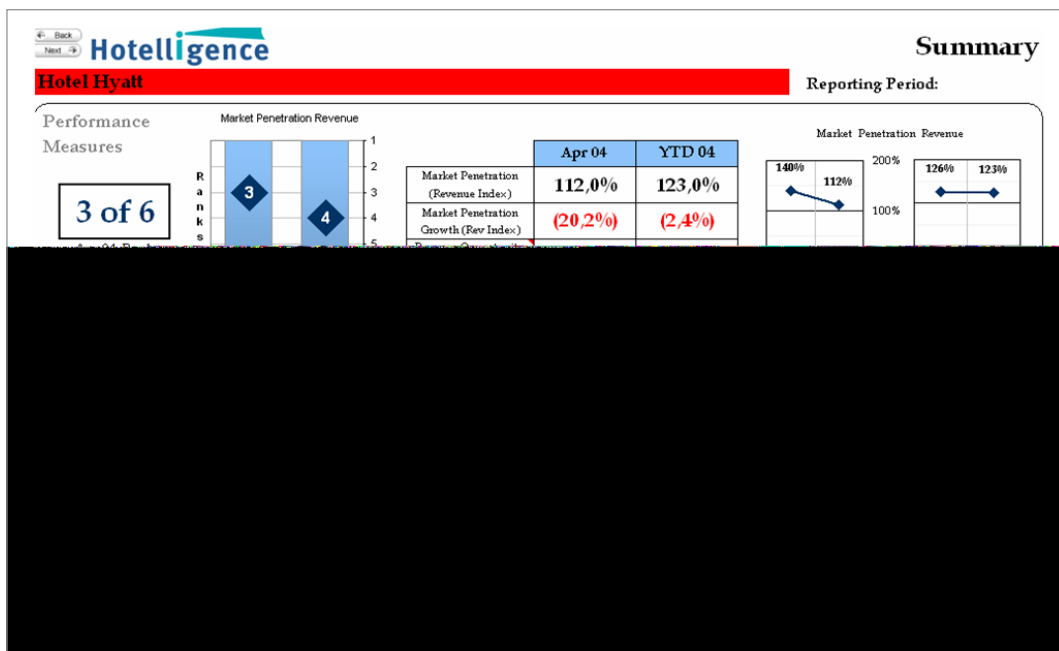 Back
Next
Hotelligence
Summary
Hotel Hyatt
Reporting Period:
Performance
Measures
3 of 6
Market Penetration Revenue
Ranks
1
2
3
4
5
3
4
Apr 04 YTD 04
Market Penetration
(Revenue Index) 112,0% 123,0%
Market Penetration
Growth (Rev Index) (20,2%) (2,4%)
Market Penetration Revenue
140% 112%
200%
100%
126% 123%